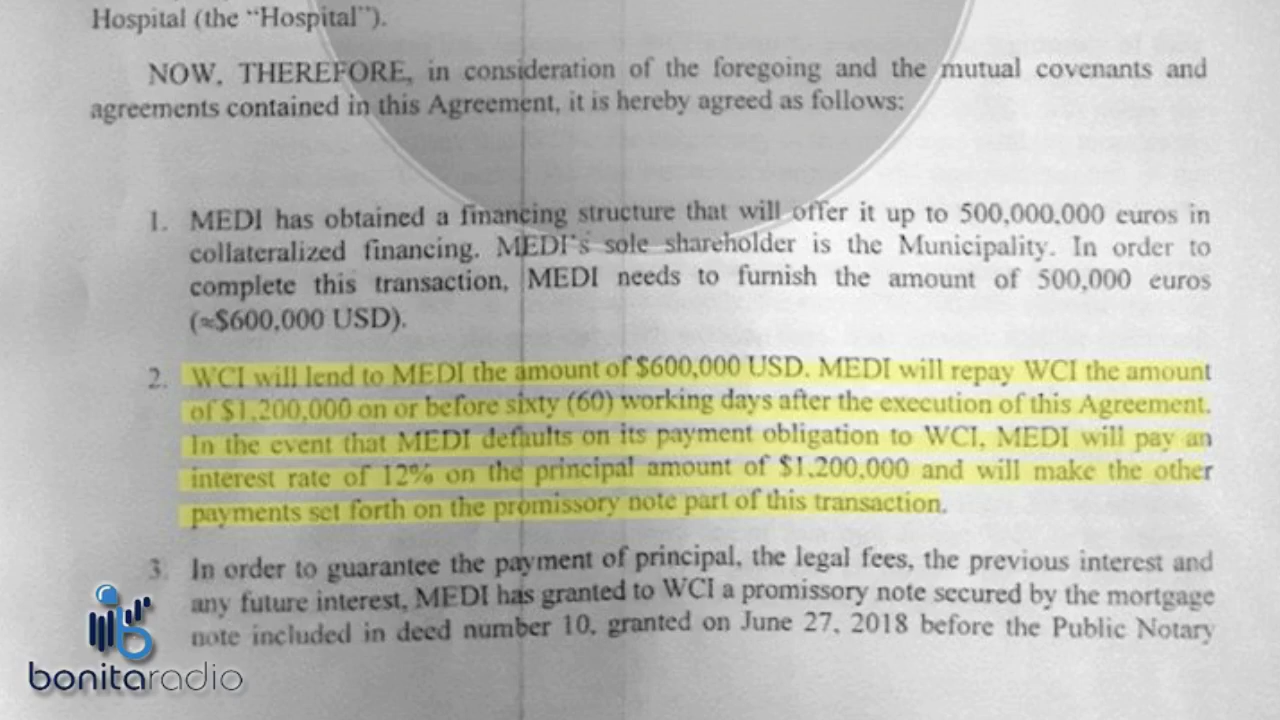 Hospital (the "Hospital").
NOW, THEREFORE, in consideration of the foregoing and the mutual covenants and
agreements contained in this Agreement, it is hereby agreed as follows:
1. MEDI has obtained a financing structure that will offer it up to 500,000,000 euros in
collateralized financing. MEDI's sole shareholder is the Municipality. In order to
complete this transaction, MEDI needs to furnish the amount of 500,000 euros
(≈$600,000 USD).
2. WCI will lend to MEDI the amount of $600,000 USD. MEDI will repay WCI the amount
of $1,200,000 on or before sixty (60) working days after the execution of this Agreement.
In the event that MEDI defaults on its payment obligation to WCI, MEDI will pay an
interest rate of 12% on the principal amount of $1,200,000 and will make the other
payments set forth on the promissory note part of this transaction.
3. In order to guarantee the payment of principal, the legal fees, the previous interest and
any future interest, MEDI has granted to WCI a promissory note secured by the mortgage
note included in deed number 10, granted on June 27, 2018 before the Public Notary
bonitaradio